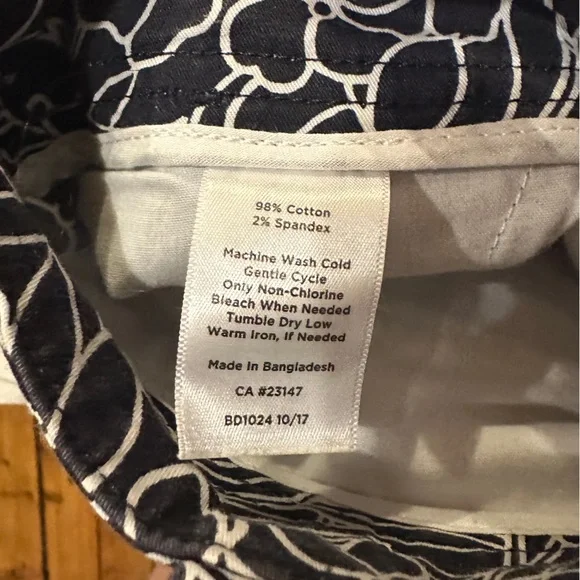 98% Cotton
2% Spandex
Machine Wash Cold
Gentle Cycle
Only Non-Chlorine
Bleach When Needed
Tumble Dry Low
Warm Iron, If Needed
Made In Bangladesh
CA #23147
BD1024 10/17